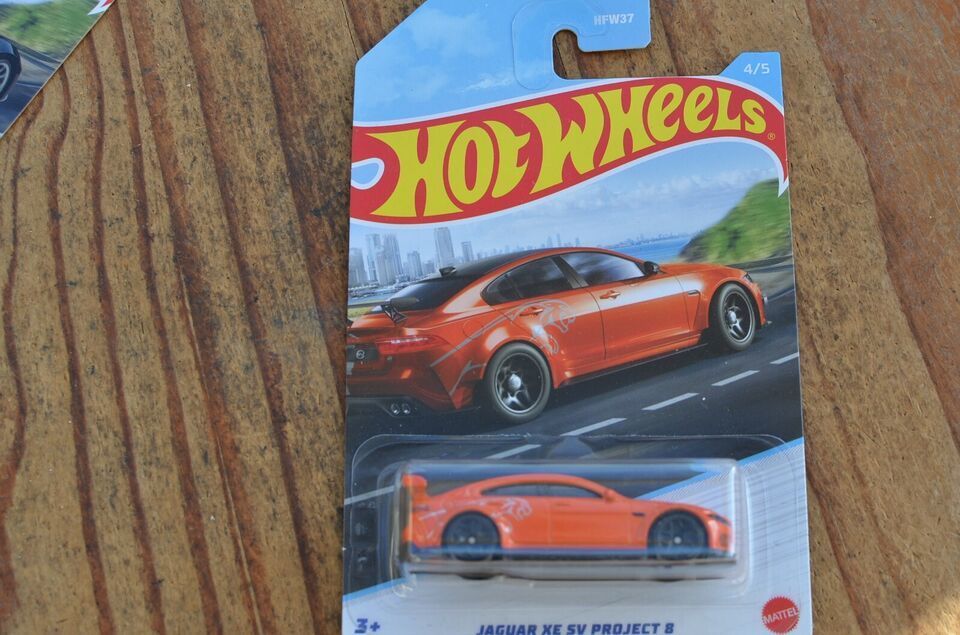 HFW37
4/5
HOT WHEELS®
3+
JAGUAR XE SV PROJECT 8
MATTEL